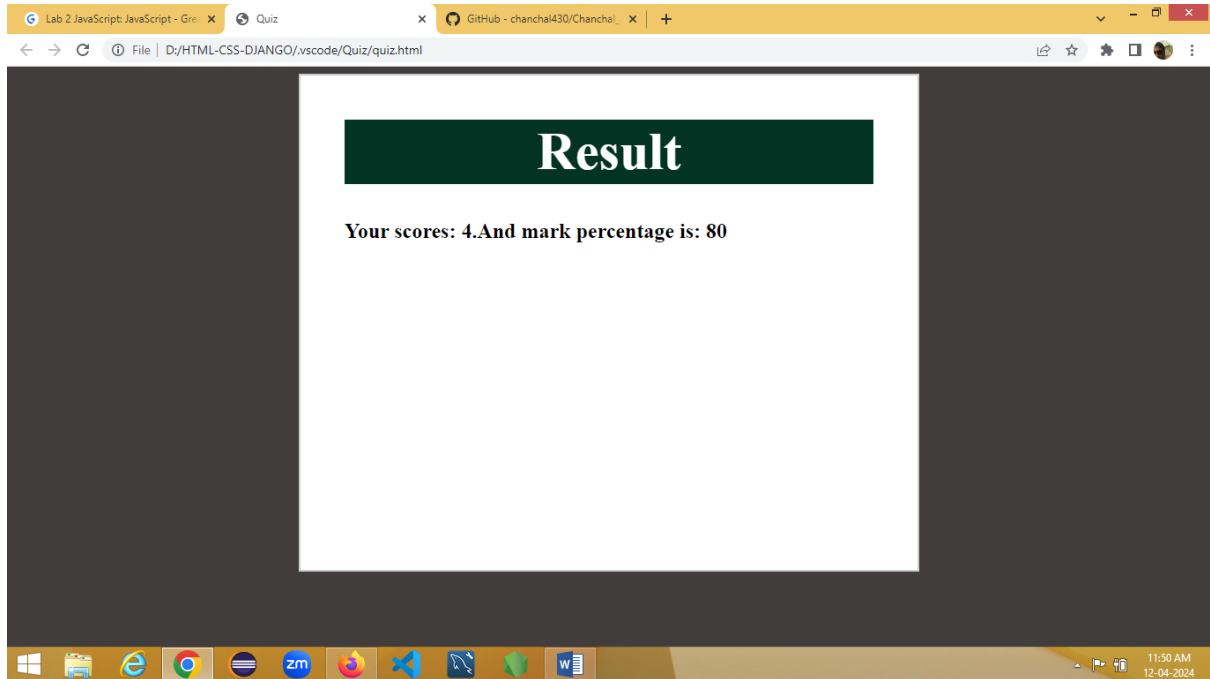 Lab 2 JavaScript: JavaScript - Gre
Quiz
GitHub - chanchal430/Chanchal_
File | D:/HTML-CSS-DJANGO/.vscode/Quiz/quiz.html
Result
Your scores: 4.And mark percentage is: 80
zm
W
11:50 AM
12-04-2024